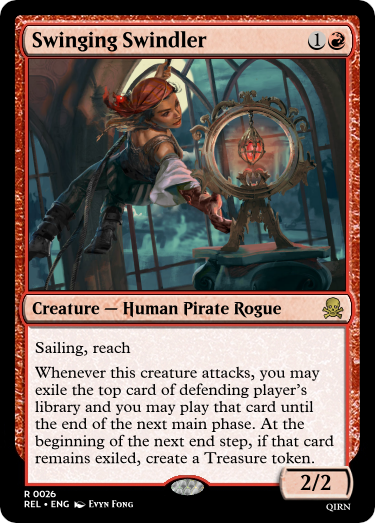 Swinging Swindler 1
Creature — Human Pirate Rogue
Sailing, reach
Whenever this creature attacks, you may
exile the top card of defending player's
library and you may play that card until
the end of the next main phase. At the
beginning of the next end step, if that card
remains exiled, create a Treasure token.
2/2
R 0026
REL • ENG Evyn Fong
QIRN